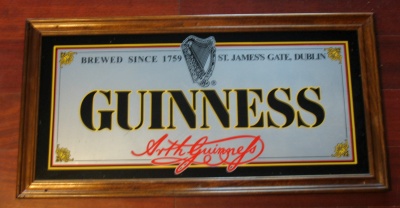 BREWED SINCE 1759 ST. JAMES'S GATE, DUBLIN
®
GUINNESS
Arth Guinness